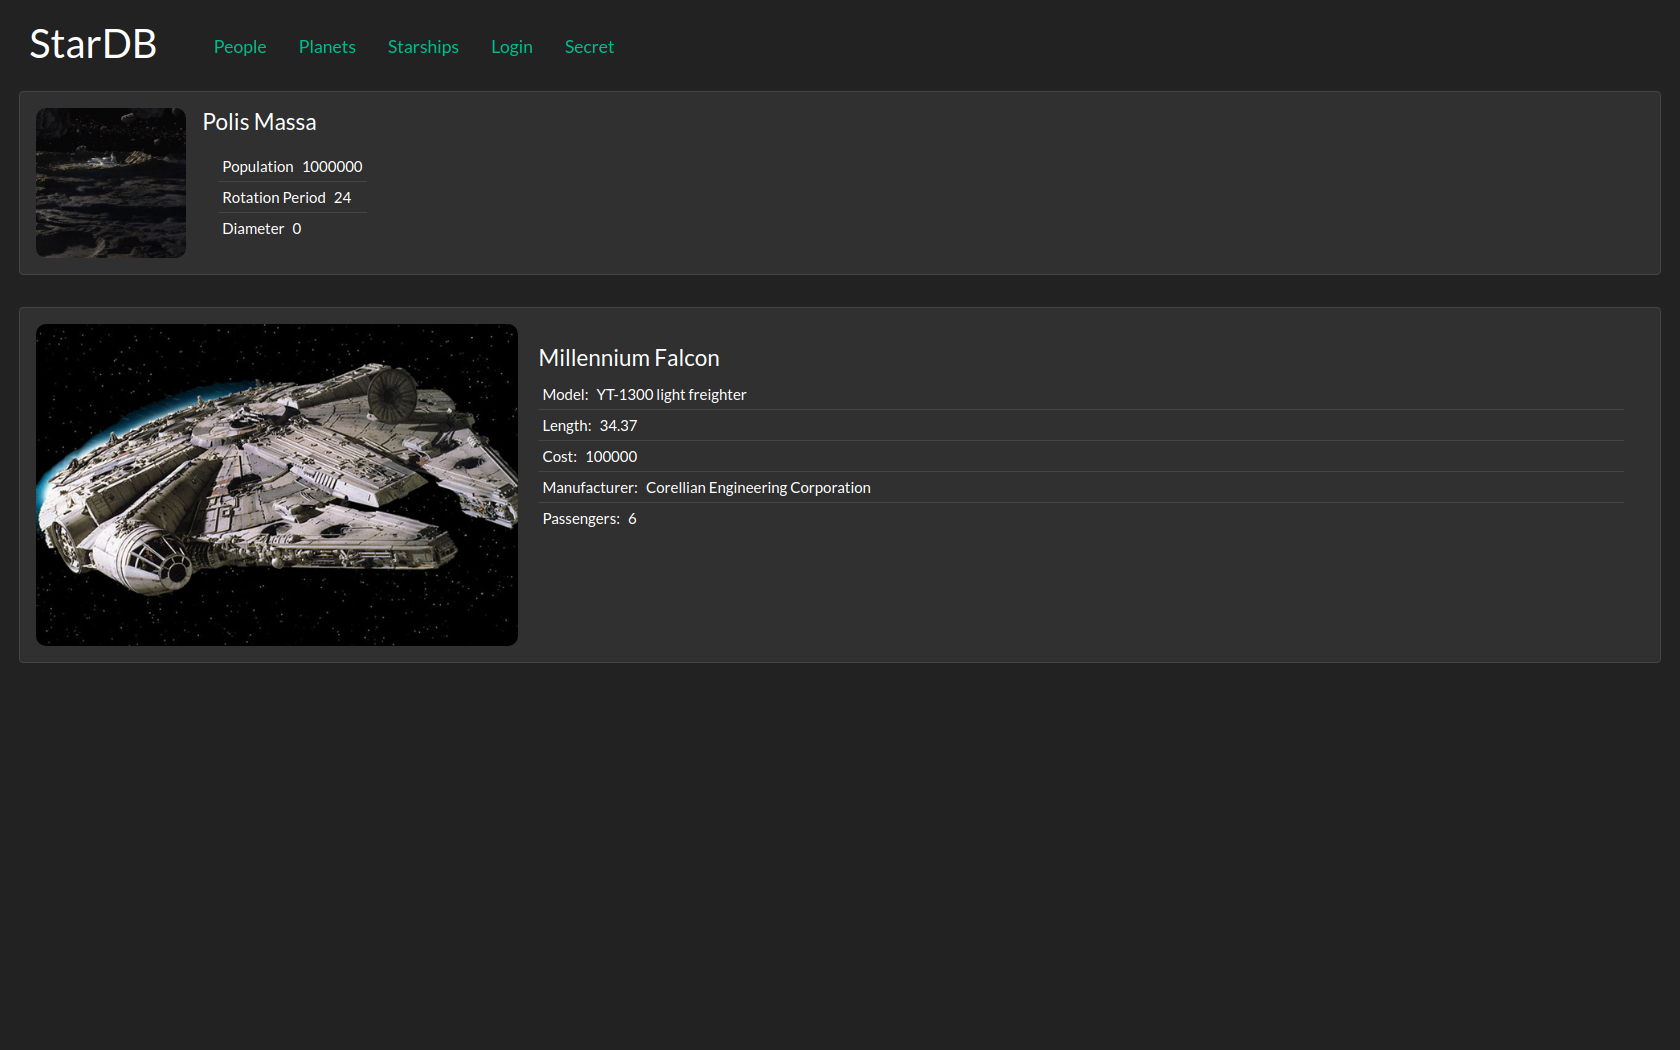 StarDB People Planets Starships Login Secret
Polis Massa
Population 1000000
Rotation Period 24
Diameter 0
Millennium Falcon
Model: YT-1300 light freighter
Length: 34.37
Cost: 100000
Manufacturer: Corellian Engineering Corporation
Passengers: 6